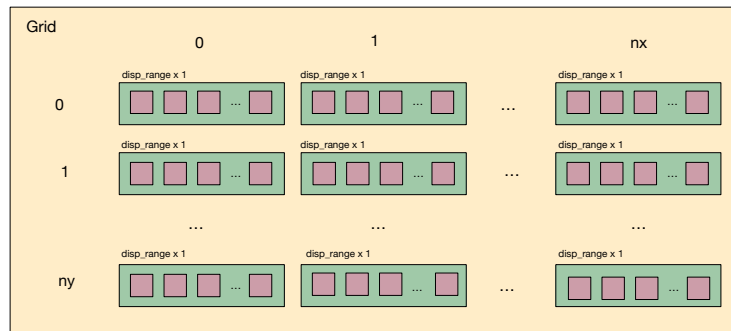 Grid
0 1 nx
disp_range x 1 disp_range x 1 disp_range x 1
0 ... ... ... ...
disp_range x 1 disp_range x 1 disp_range x 1
1 ... ... ... ...
... ... ...
disp_range x 1 disp_range x 1 disp_range x 1
ny ... ... ... ...